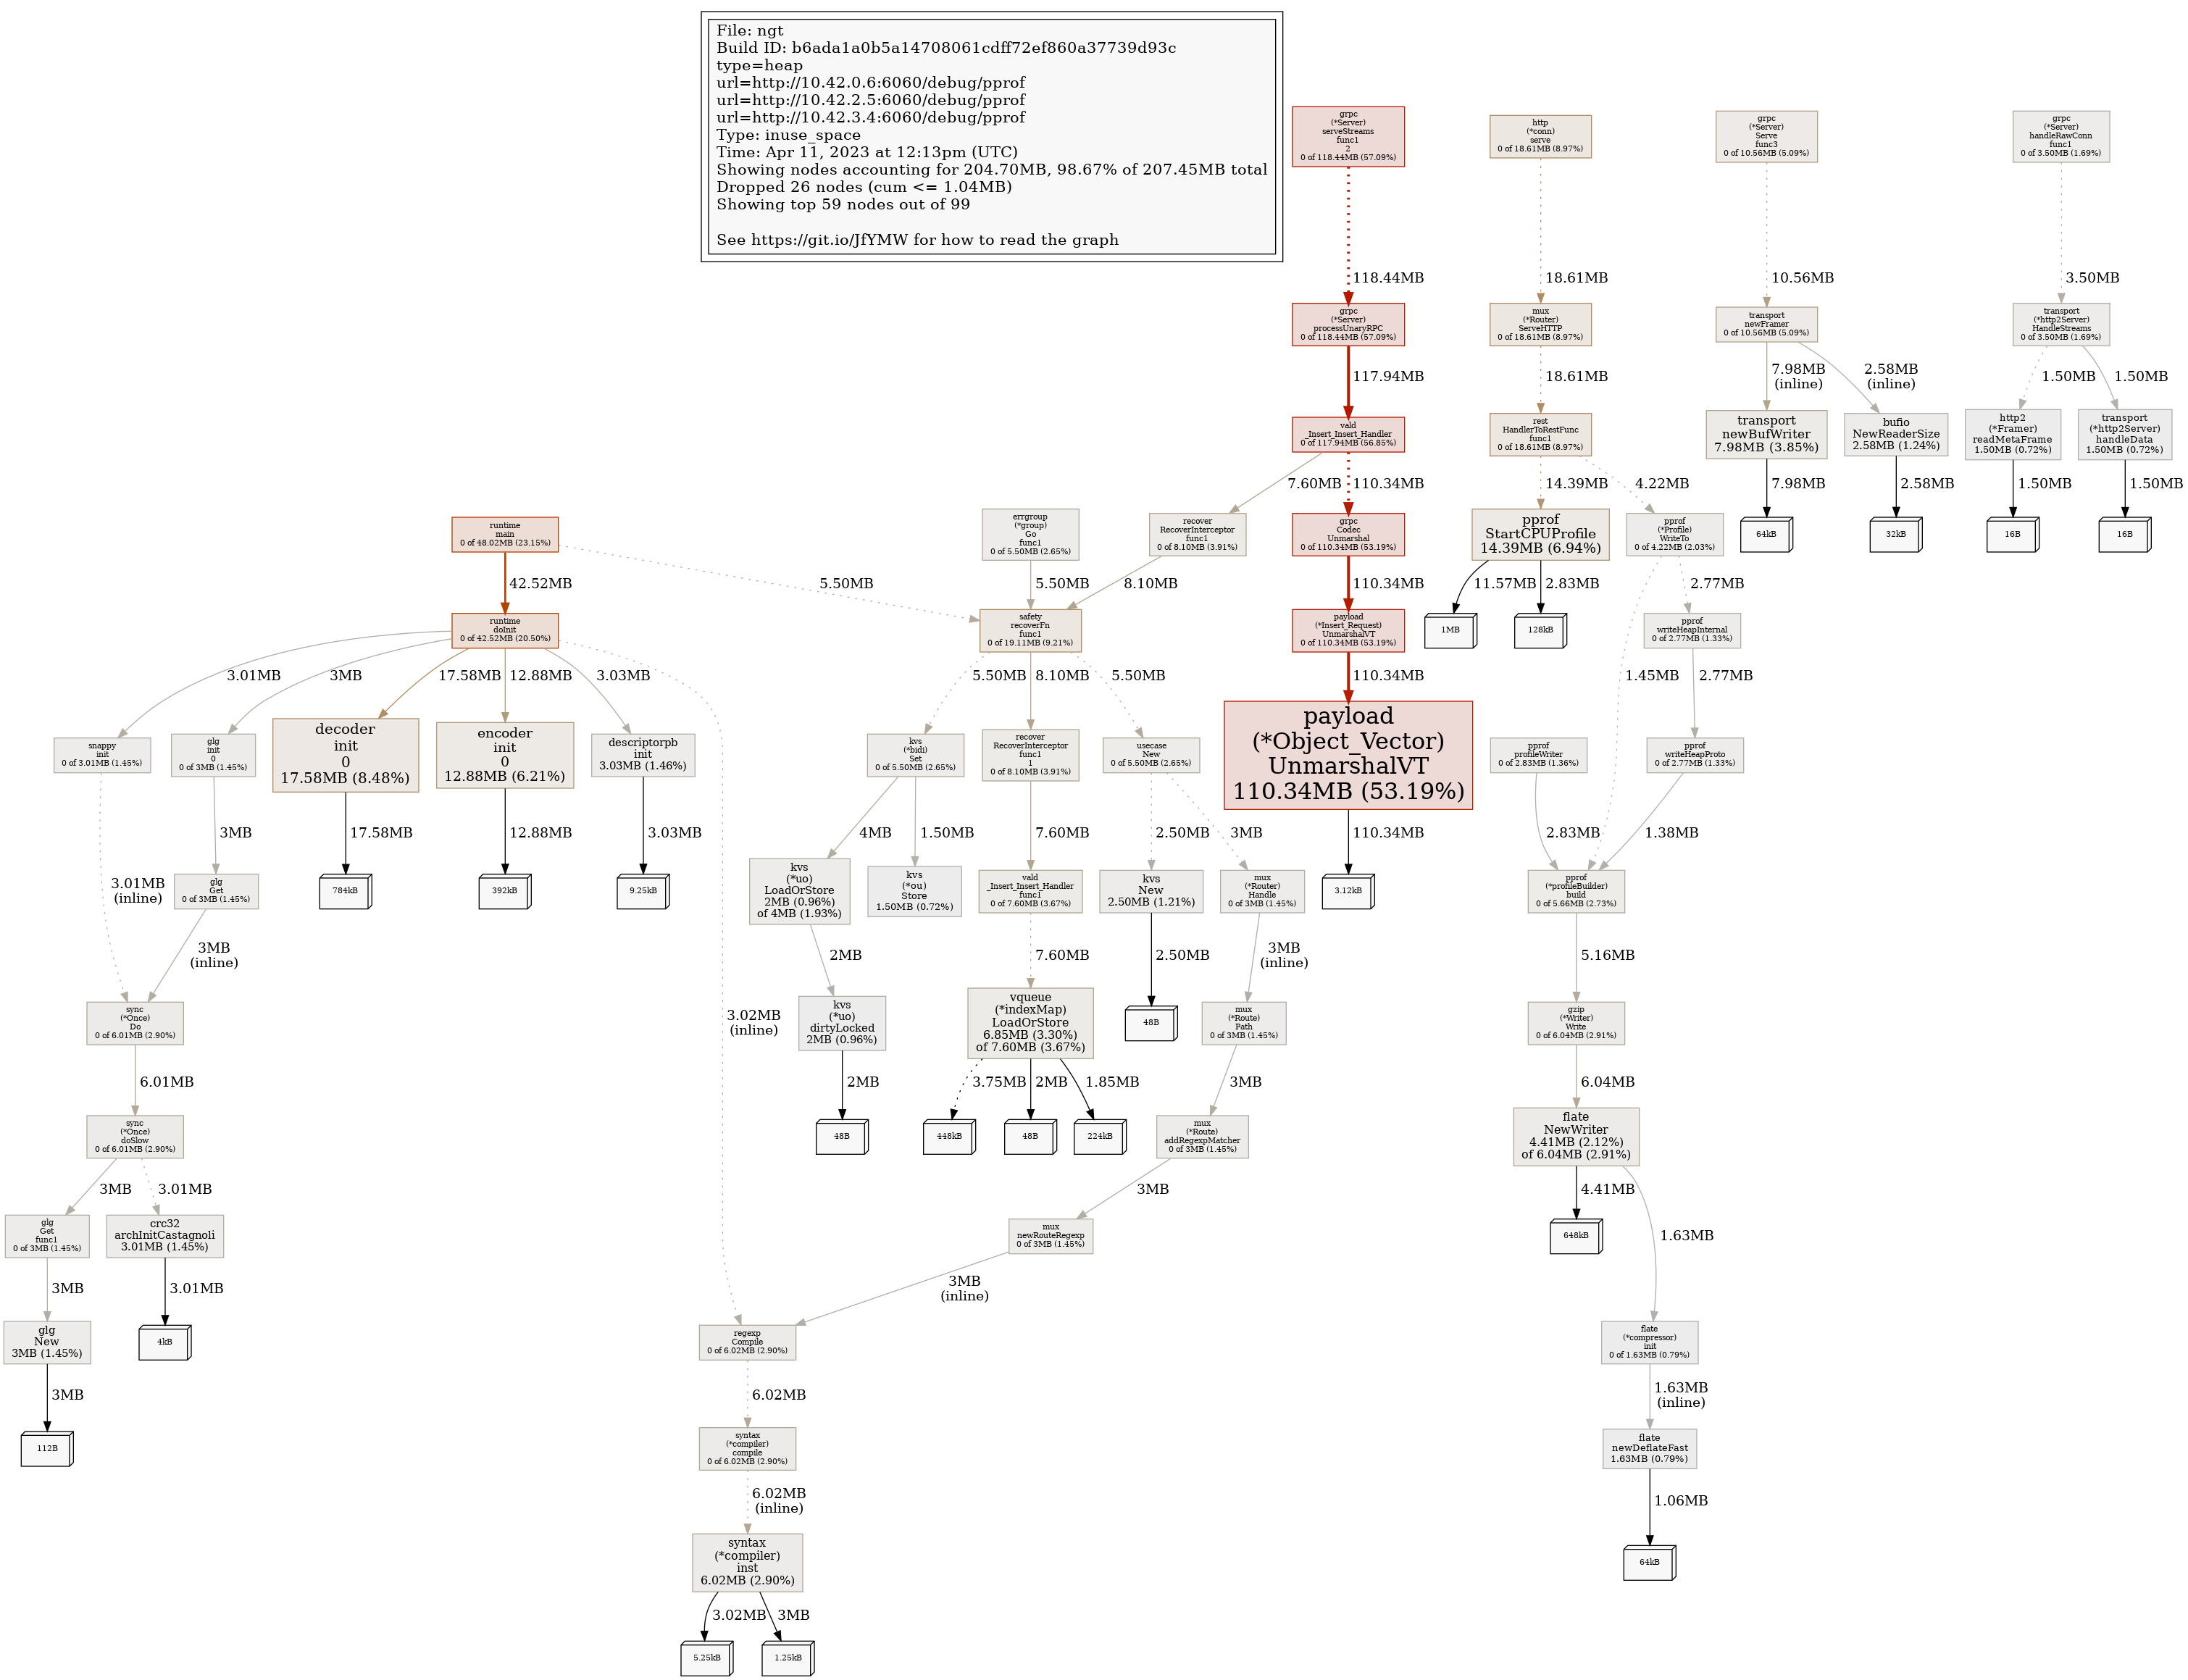 File: ngt
Build ID: b6ada1a0b5a14708061cdff72ef860a37739d93c
type=heap
url=http://10.42.0.6:6060/debug/pprof
url=http://10.42.2.5:6060/debug/pprof
url=http://10.42.3.4:6060/debug/pprof
Type: inuse_space
Time: Apr 11, 2023 at 12:13pm (UTC)
Showing nodes accounting for 204.70MB, 98.67% of 207.45MB total
Dropped 26 nodes (cum <= 1.04MB)
Showing top 59 nodes out of 99
See https://git.io/JfYMW for how to read the graph
grpc
(*Server)
serveStreams
func1
2
0 of 118.44MB (57.09%)
http
(*conn)
serve
0 of 18.61MB (8.97%)
grpc
(*Server)
Serve
func3
0 of 10.56MB (5.09%)
grpc
(*Server)
handleRawConn
func1
0 of 3.50MB (1.69%)
118.44MB
18.61MB
10.56MB
3.50MB
grpc
(*Server)
processUnaryRPC
0 of 118.44MB (57.09%)
mux
(*Router)
ServeHTTP
0 of 18.61MB (8.97%)
transport
newFramer
0 of 10.56MB (5.09%)
transport
(*http2Server)
HandleStreams
0 of 3.50MB (1.69%)
117.94MB
18.61MB
7.98MB
(inline)
2.58MB
(inline)
1.50MB
1.50MB
vald
_Insert_Insert_Handler
0 of 117.94MB (56.85%)
rest
HandlerToRestFunc
func1
0 of 18.61MB (8.97%)
transport
newBufWriter
7.98MB (3.85%)
bufio
NewReaderSize
2.58MB (1.24%)
http2
(*Framer)
readMetaFrame
1.50MB (0.72%)
transport
(*http2Server)
handleData
1.50MB (0.72%)
7.60MB
110.34MB
14.39MB
4.22MB
7.98MB
2.58MB
1.50MB
1.50MB
runtime
main
0 of 48.02MB (23.15%)
errgroup
(*group)
Go
func1
0 of 5.50MB (2.65%)
recover
RecoverInterceptor
func1
0 of 8.10MB (3.91%)
grpc
Codec
Unmarshal
0 of 110.34MB (53.19%)
pprof
StartCPUProfile
14.39MB (6.94%)
pprof
(*Profile)
WriteTo
0 of 4.22MB (2.03%)
64kB
32kB
16B
16B
42.52MB
5.50MB
5.50MB
8.10MB
110.34MB
11.57MB
2.83MB
2.77MB
runtime
doInit
0 of 42.52MB (20.50%)
safety
recoverFn
func1
0 of 19.11MB (9.21%)
payload
(*Insert_Request)
UnmarshalVT
0 of 110.34MB (53.19%)
1MB
128kB
pprof
writeHeapInternal
0 of 2.77MB (1.33%)
3.01MB
3MB
17.58MB
12.88MB
3.03MB
5.50MB
8.10MB
5.50MB
110.34MB
1.45MB
2.77MB
snappy
init
0 of 3.01MB (1.45%)
glg
init
0
0 of 3MB (1.45%)
decoder
init
0
17.58MB (8.48%)
encoder
init
0
12.88MB (6.21%)
descriptorpb
init
3.03MB (1.46%)
kvs
(*bidi)
Set
0 of 5.50MB (2.65%)
recover
RecoverInterceptor
func1
1
0 of 8.10MB (3.91%)
usecase
New
0 of 5.50MB (2.65%)
payload
(*Object_Vector)
UnmarshalVT
110.34MB (53.19%)
pprof
profileWriter
0 of 2.83MB (1.36%)
pprof
writeHeapProto
0 of 2.77MB (1.33%)
3.01MB
(inline)
3MB
17.58MB
12.88MB
3.03MB
4MB
1.50MB
7.60MB
2.50MB
3MB
110.34MB
2.83MB
1.38MB
glg
Get
0 of 3MB (1.45%)
784kB
392kB
9.25kB
kvs
(*uo)
LoadOrStore
2MB (0.96%)
of 4MB (1.93%)
kvs
(*ou)
Store
1.50MB (0.72%)
vald
_Insert_Insert_Handler
func1
0 of 7.60MB (3.67%)
kvs
New
2.50MB (1.21%)
mux
(*Router)
Handle
0 of 3MB (1.45%)
3.12kB
pprof
(*profileBuilder)
build
0 of 5.66MB (2.73%)
3MB
(inline)
3.02MB
(inline)
2MB
7.60MB
2.50MB
3MB
(inline)
5.16MB
sync
(*Once)
Do
0 of 6.01MB (2.90%)
kvs
(*uo)
dirtyLocked
2MB (0.96%)
vqueue
(*indexMap)
LoadOrStore
6.85MB (3.30%)
of 7.60MB (3.67%)
48B
mux
(*Route)
Path
0 of 3MB (1.45%)
gzip
(*Writer)
Write
0 of 6.04MB (2.91%)
6.01MB
2MB
3.75MB
2MB
1.85MB
3MB
6.04MB
sync
(*Once)
doSlow
0 of 6.01MB (2.90%)
48B
448kB
48B
224kB
mux
(*Route)
addRegexpMatcher
0 of 3MB (1.45%)
flate
NewWriter
4.41MB (2.12%)
of 6.04MB (2.91%)
3MB
3.01MB
3MB
4.41MB
1.63MB
glg
Get
func1
0 of 3MB (1.45%)
crc32
archInitCastagnoli
3.01MB (1.45%)
mux
newRouteRegexp
0 of 3MB (1.45%)
648kB
3MB
3.01MB
3MB
(inline)
glg
New
3MB (1.45%)
4kB
regexp
Compile
0 of 6.02MB (2.90%)
flate
(*compressor)
init
0 of 1.63MB (0.79%)
3MB
6.02MB
1.63MB
(inline)
112B
syntax
(*compiler)
compile
0 of 6.02MB (2.90%)
flate
newDeflateFast
1.63MB (0.79%)
6.02MB
(inline)
1.06MB
syntax
(*compiler)
inst
6.02MB (2.90%)
64kB
3.02MB
3MB
5.25kB
1.25kB